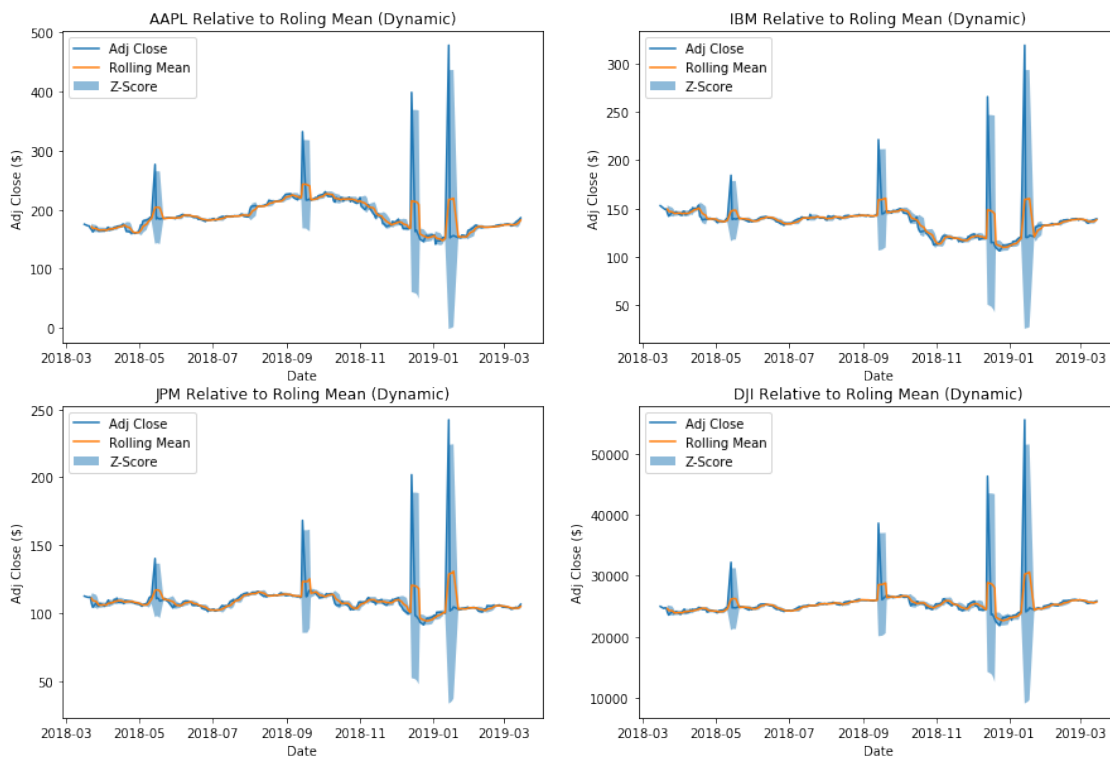 AAPL Relative to Roling Mean (Dynamic)
Adj Close
Rolling Mean
Z-Score
500
400
300
200
100
0
Adj Close ($)
2018-03 2018-05 2018-07 2018-09 2018-11 2019-01 2019-03
Date
IBM Relative to Roling Mean (Dynamic)
Adj Close
Rolling Mean
Z-Score
300
250
200
150
100
50
Adj Close ($)
2018-03 2018-05 2018-07 2018-09 2018-11 2019-01 2019-03
Date
JPM Relative to Roling Mean (Dynamic)
Adj Close
Rolling Mean
Z-Score
250
200
150
100
50
Adj Close ($)
2018-03 2018-05 2018-07 2018-09 2018-11 2019-01 2019-03
Date
DJI Relative to Roling Mean (Dynamic)
Adj Close
Rolling Mean
Z-Score
50000
40000
30000
20000
10000
Adj Close ($)
2018-03 2018-05 2018-07 2018-09 2018-11 2019-01 2019-03
Date